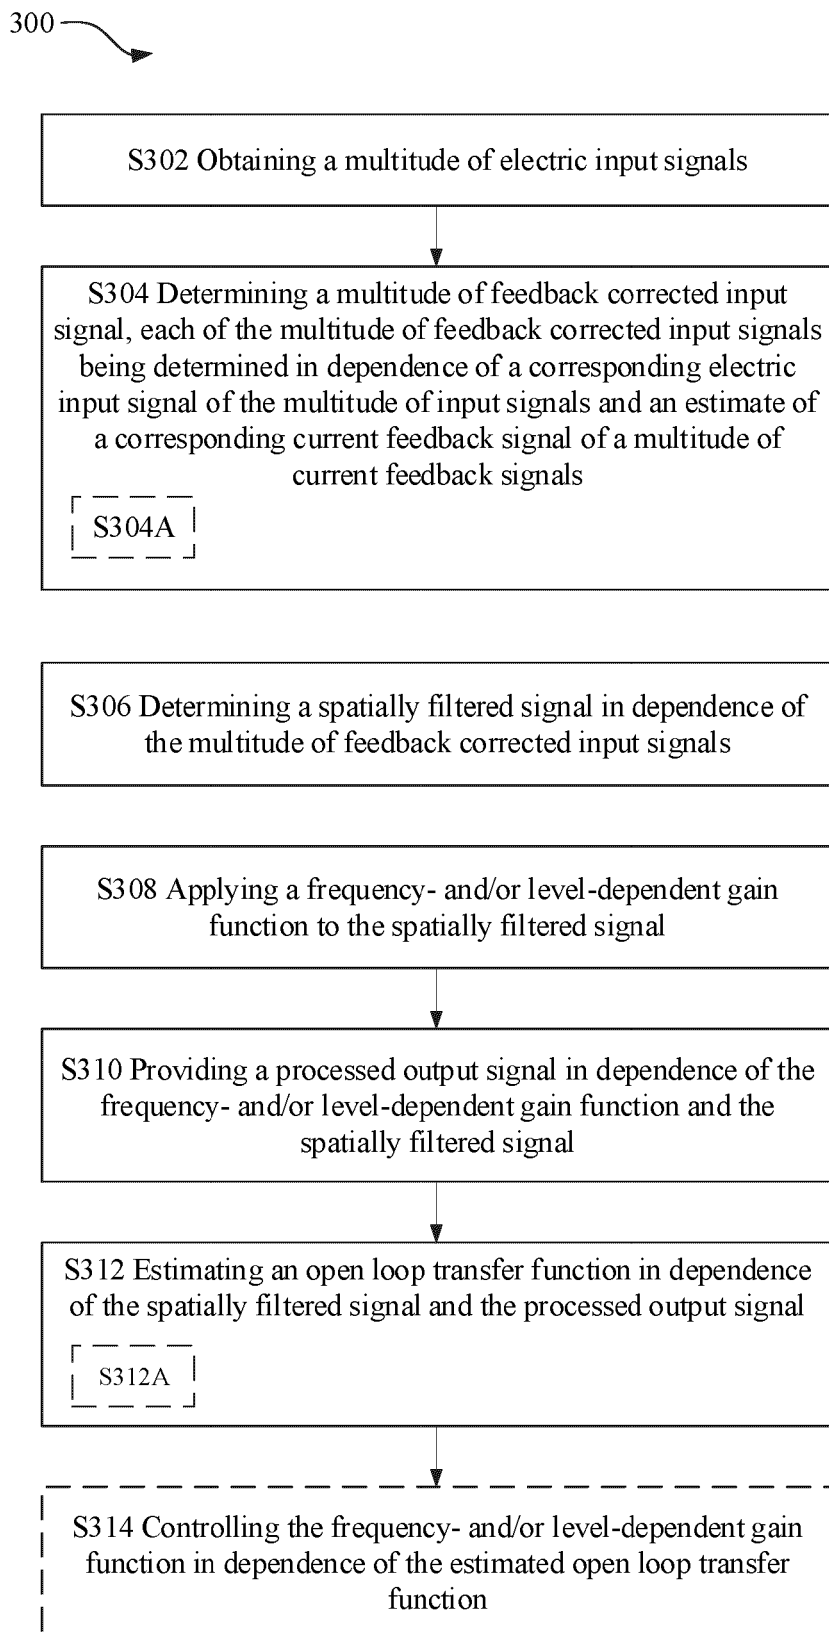 300
S302 Obtaining a multitude of electric input signals
S304 Determining a multitude of feedback corrected input
signal, each of the multitude of feedback corrected input signals
being determined in dependence of a corresponding electric
input signal of the multitude of input signals and an estimate of
a corresponding current feedback signal of a multitude of
current feedback signals
S304A
S306 Determining a spatially filtered signal in dependence of
the multitude of feedback corrected input signals
S308 Applying a frequency- and/or level-dependent gain
function to the spatially filtered signal
S310 Providing a processed output signal in dependence of the
frequency- and/or level-dependent gain function and the
spatially filtered signal
S312 Estimating an open loop transfer function in dependence
of the spatially filtered signal and the processed output signal
S312A
S314 Controlling the frequency- and/or level-dependent gain
function in dependence of the estimated open loop transfer
function